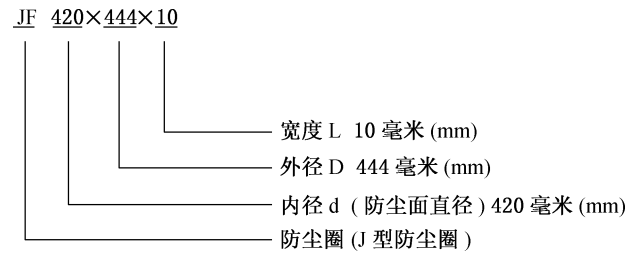 JF 420×444×10
宽度 L 10 毫米 (mm)
外径 D 444 毫米 (mm)
内径 d ( 防尘面直径 ) 420 毫米 (mm)
防尘圈 (J 型防尘圈 )